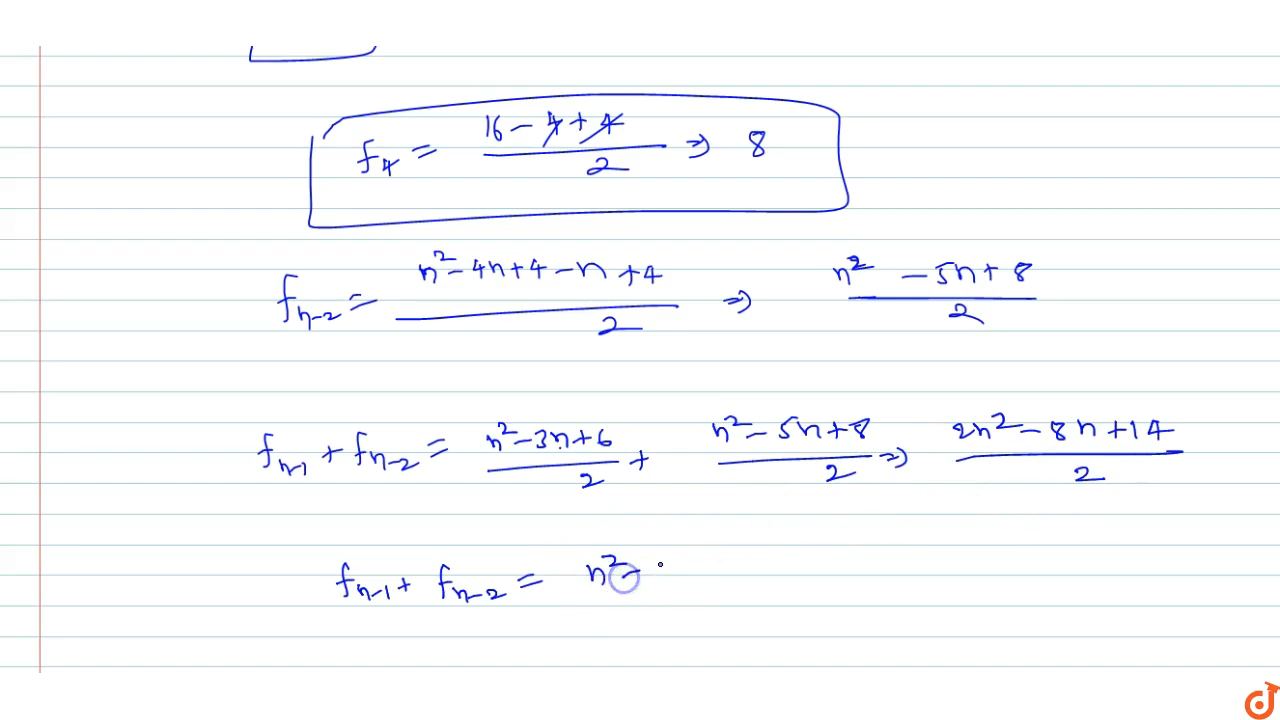 f₄ = (16 - 4 + 4)/2 ⇒ 8
fₙ₋₂ = (n² - 4n + 4 - n + 4)/2 ⇒ (n² - 5n + 8)/2
fₙ₋₁ + fₙ₋₂ = (n² - 3n + 6)/2 + (n² - 5n + 8)/2 ⇒ (2n² - 8n + 14)/2
fₙ₋₁ + fₙ₋₂ = n² -